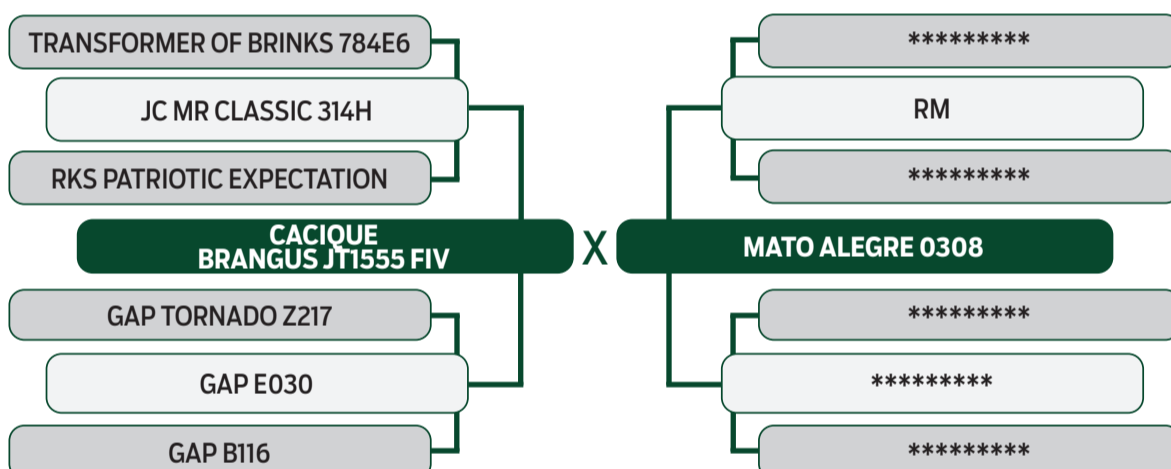 TRANSFORMER OF BRINKS 784E6
JC MR CLASSIC 314H
RKS PATRIOTIC EXPECTATION
CACIQUE
BRANGUS JT1555 FIV
GAP TORNADO Z217
GAP E030
GAP B116
X
*********
RM
*********
MATO ALEGRE 0308
*********
*********
*********